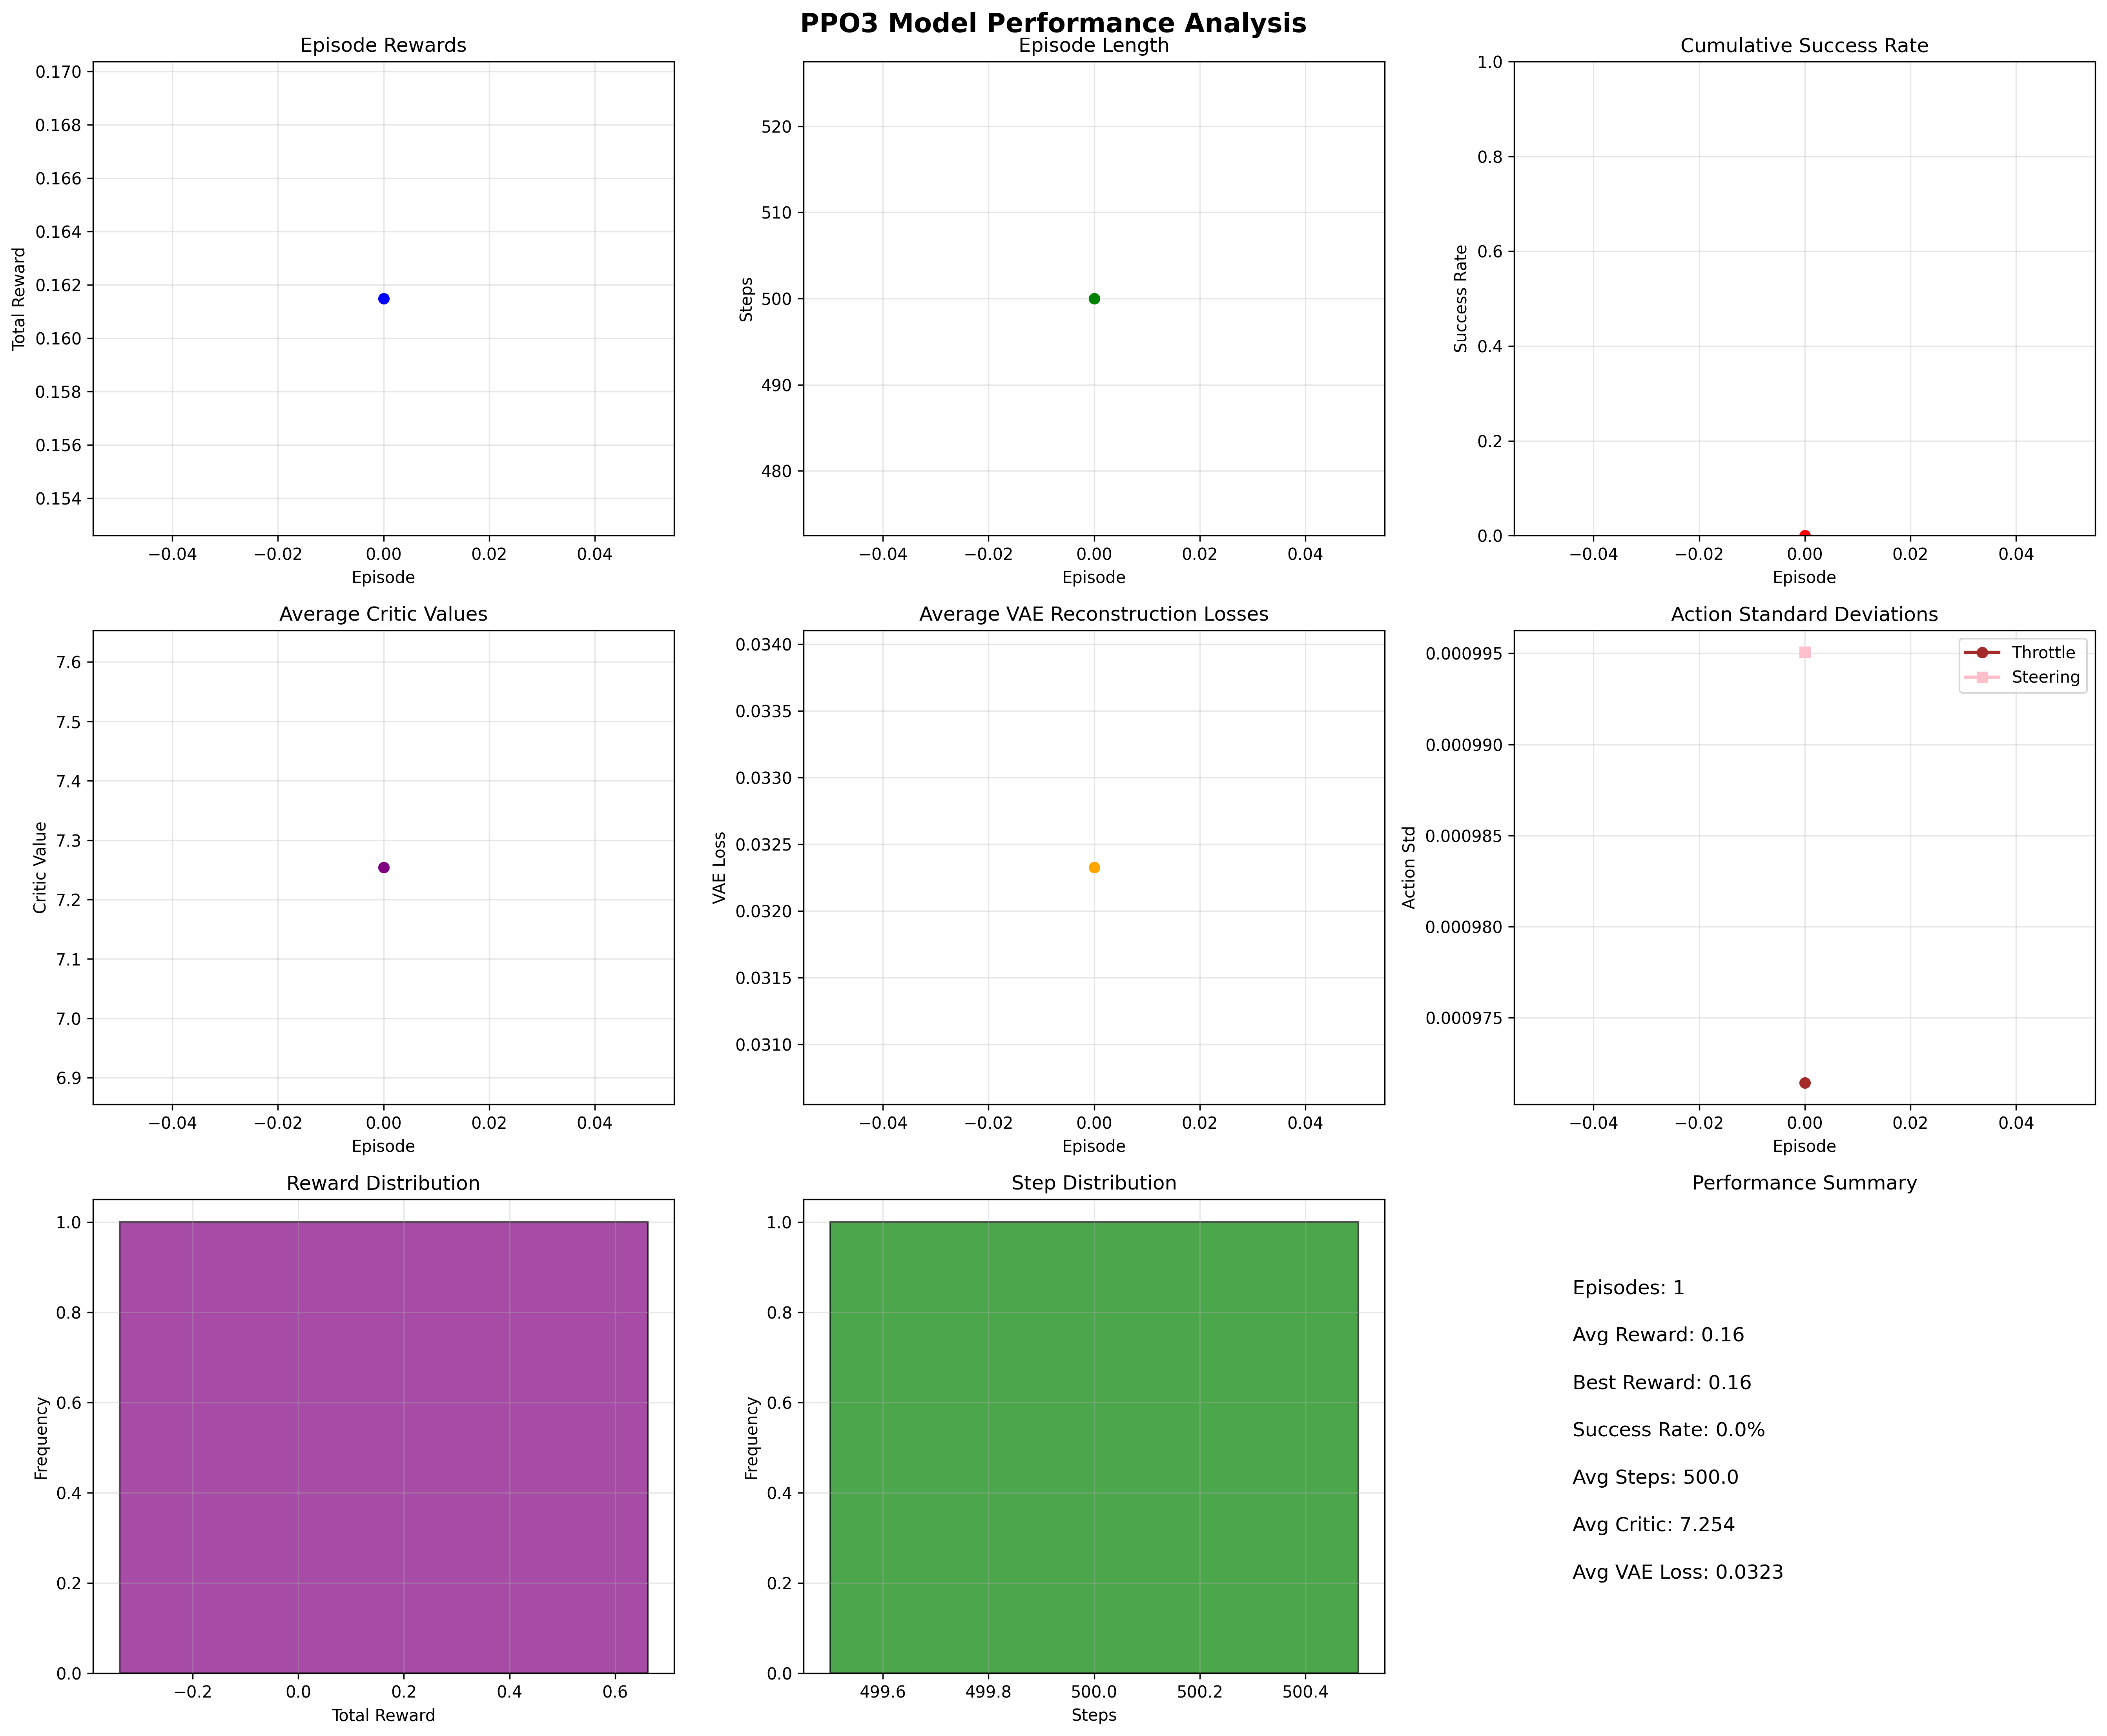 PPO3 Model Performance Analysis
Episode Rewards
Total Reward
0.170
0.168
0.166
0.164
0.162
0.160
0.158
0.156
0.154
−0.04 −0.02 0.00 0.02 0.04
Episode
Episode Length
Steps
520
510
500
490
480
−0.04 −0.02 0.00 0.02 0.04
Episode
Cumulative Success Rate
Success Rate
1.0
0.8
0.6
0.4
0.2
0.0
−0.04 −0.02 0.00 0.02 0.04
Episode
Average Critic Values
Critic Value
7.6
7.5
7.4
7.3
7.2
7.1
7.0
6.9
−0.04 −0.02 0.00 0.02 0.04
Episode
Average VAE Reconstruction Losses
VAE Loss
0.0340
0.0335
0.0330
0.0325
0.0320
0.0315
0.0310
−0.04 −0.02 0.00 0.02 0.04
Episode
Action Standard Deviations
Action Std
0.000995
0.000990
0.000985
0.000980
0.000975
Throttle
Steering
−0.04 −0.02 0.00 0.02 0.04
Episode
Reward Distribution
Frequency
1.0
0.8
0.6
0.4
0.2
0.0
−0.2 0.0 0.2 0.4 0.6
Total Reward
Step Distribution
Frequency
1.0
0.8
0.6
0.4
0.2
0.0
499.6 499.8 500.0 500.2 500.4
Steps
Performance Summary
Episodes: 1
Avg Reward: 0.16
Best Reward: 0.16
Success Rate: 0.0%
Avg Steps: 500.0
Avg Critic: 7.254
Avg VAE Loss: 0.0323